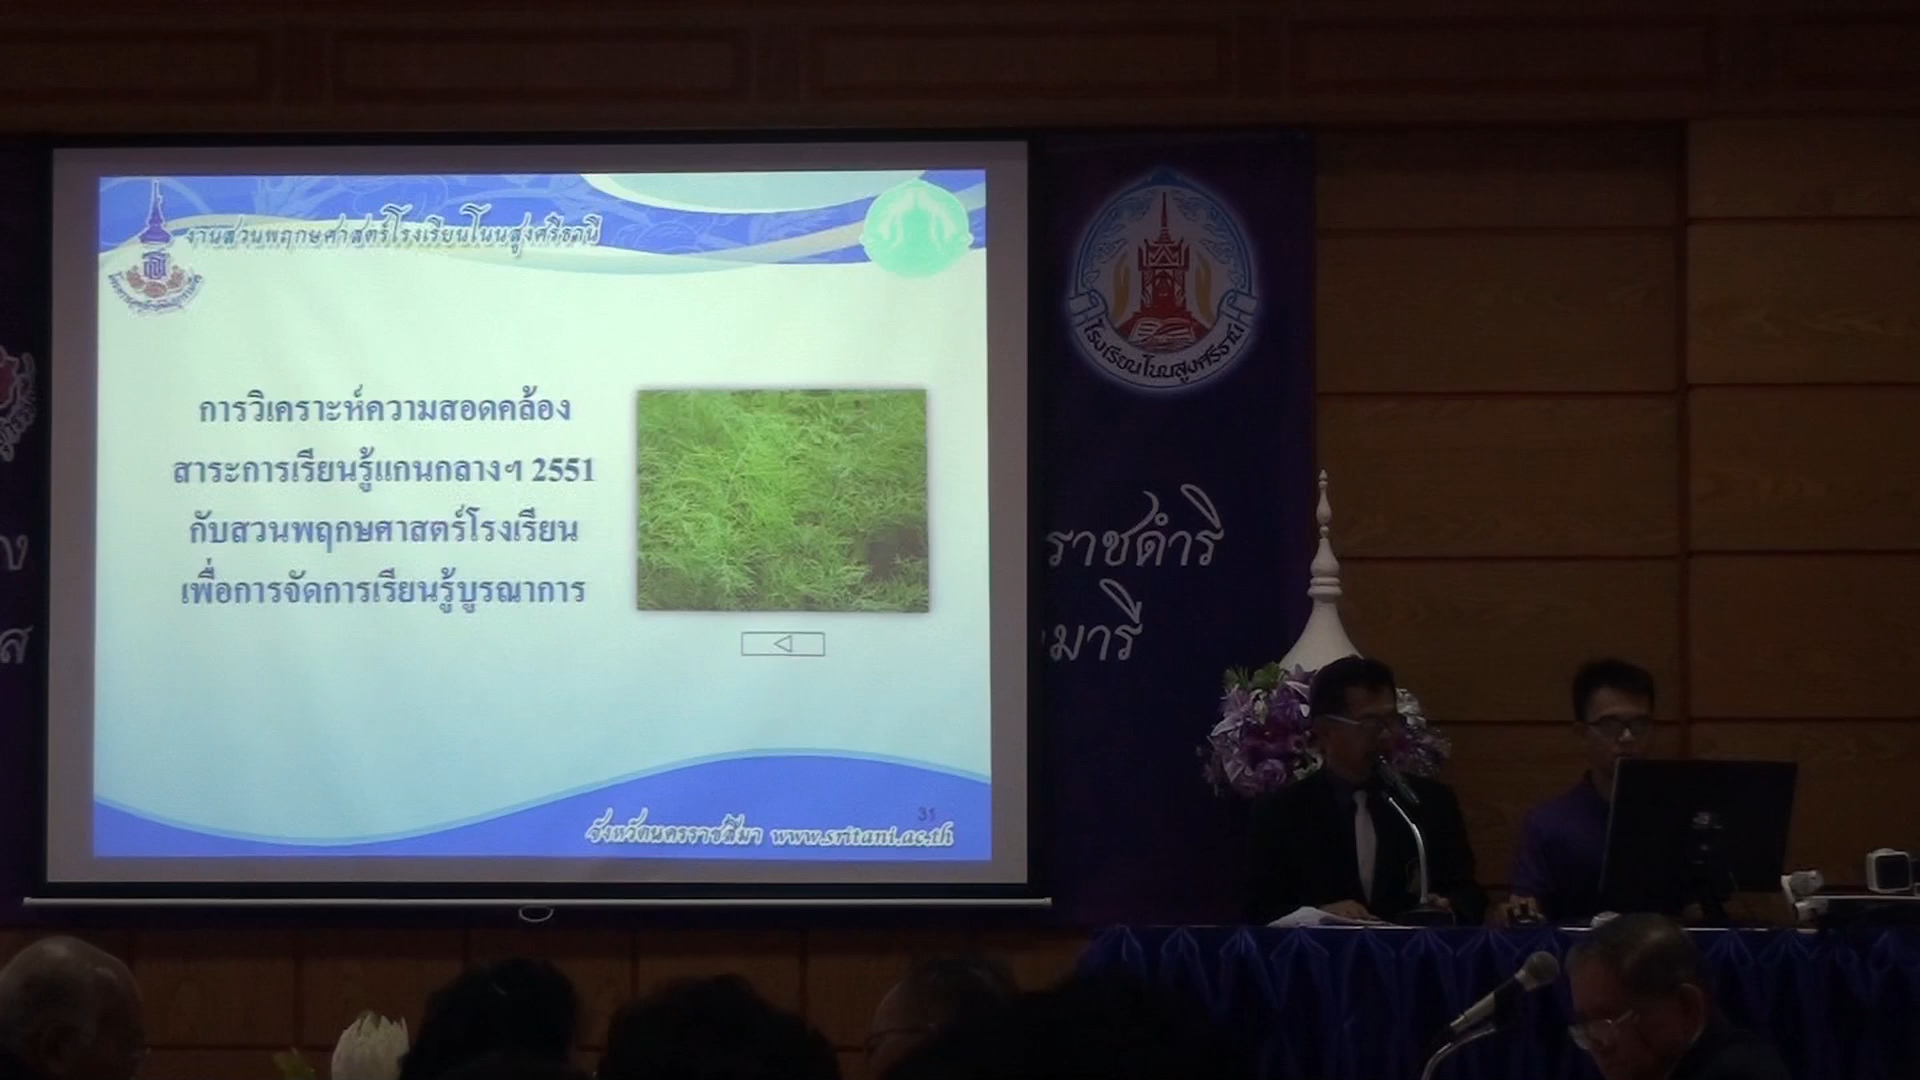 งานสวนพฤกษศาสตร์โรงเรียนโนนสูงศรีธานี
การวิเคราะห์ความสอดคล้อง
สาระการเรียนรู้แกนกลางฯ 2551
กับสวนพฤกษศาสตร์โรงเรียน
เพื่อการจัดการเรียนรู้บูรณาการ
31
จังหวัดนครราชสีมา www.sritani.ac.th
โรงเรียนโนนสูงศรีธานี
ราชดำริ
มารี
ส